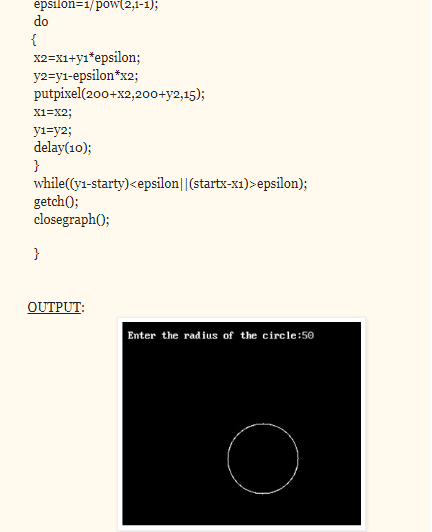 epsilon=1/pow(2,i-1);
do
{
x2=x1+y1*epsilon;
y2=y1-epsilon*x2;
putpixel(200+x2,200+y2,15);
x1=x2;
y1=y2;
delay(10);
}
while((y1-starty)<epsilon||(startx-x1)>epsilon);
getch();
closegraph();
}
OUTPUT:
Enter the radius of the circle:50